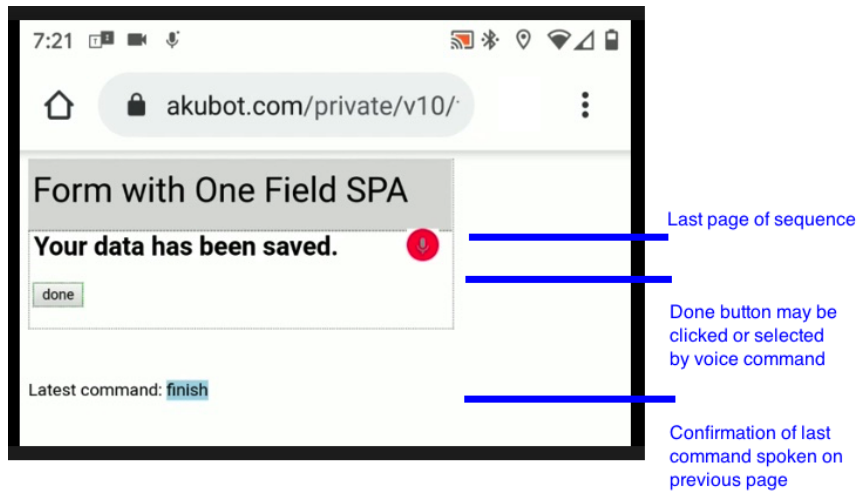 7:21
akubot.com/private/v10/
Form with One Field SPA
Your data has been saved.
done
Latest command: finish
Last page of sequence
Done button may be
clicked or selected
by voice command
Confirmation of last
command spoken on
previous page